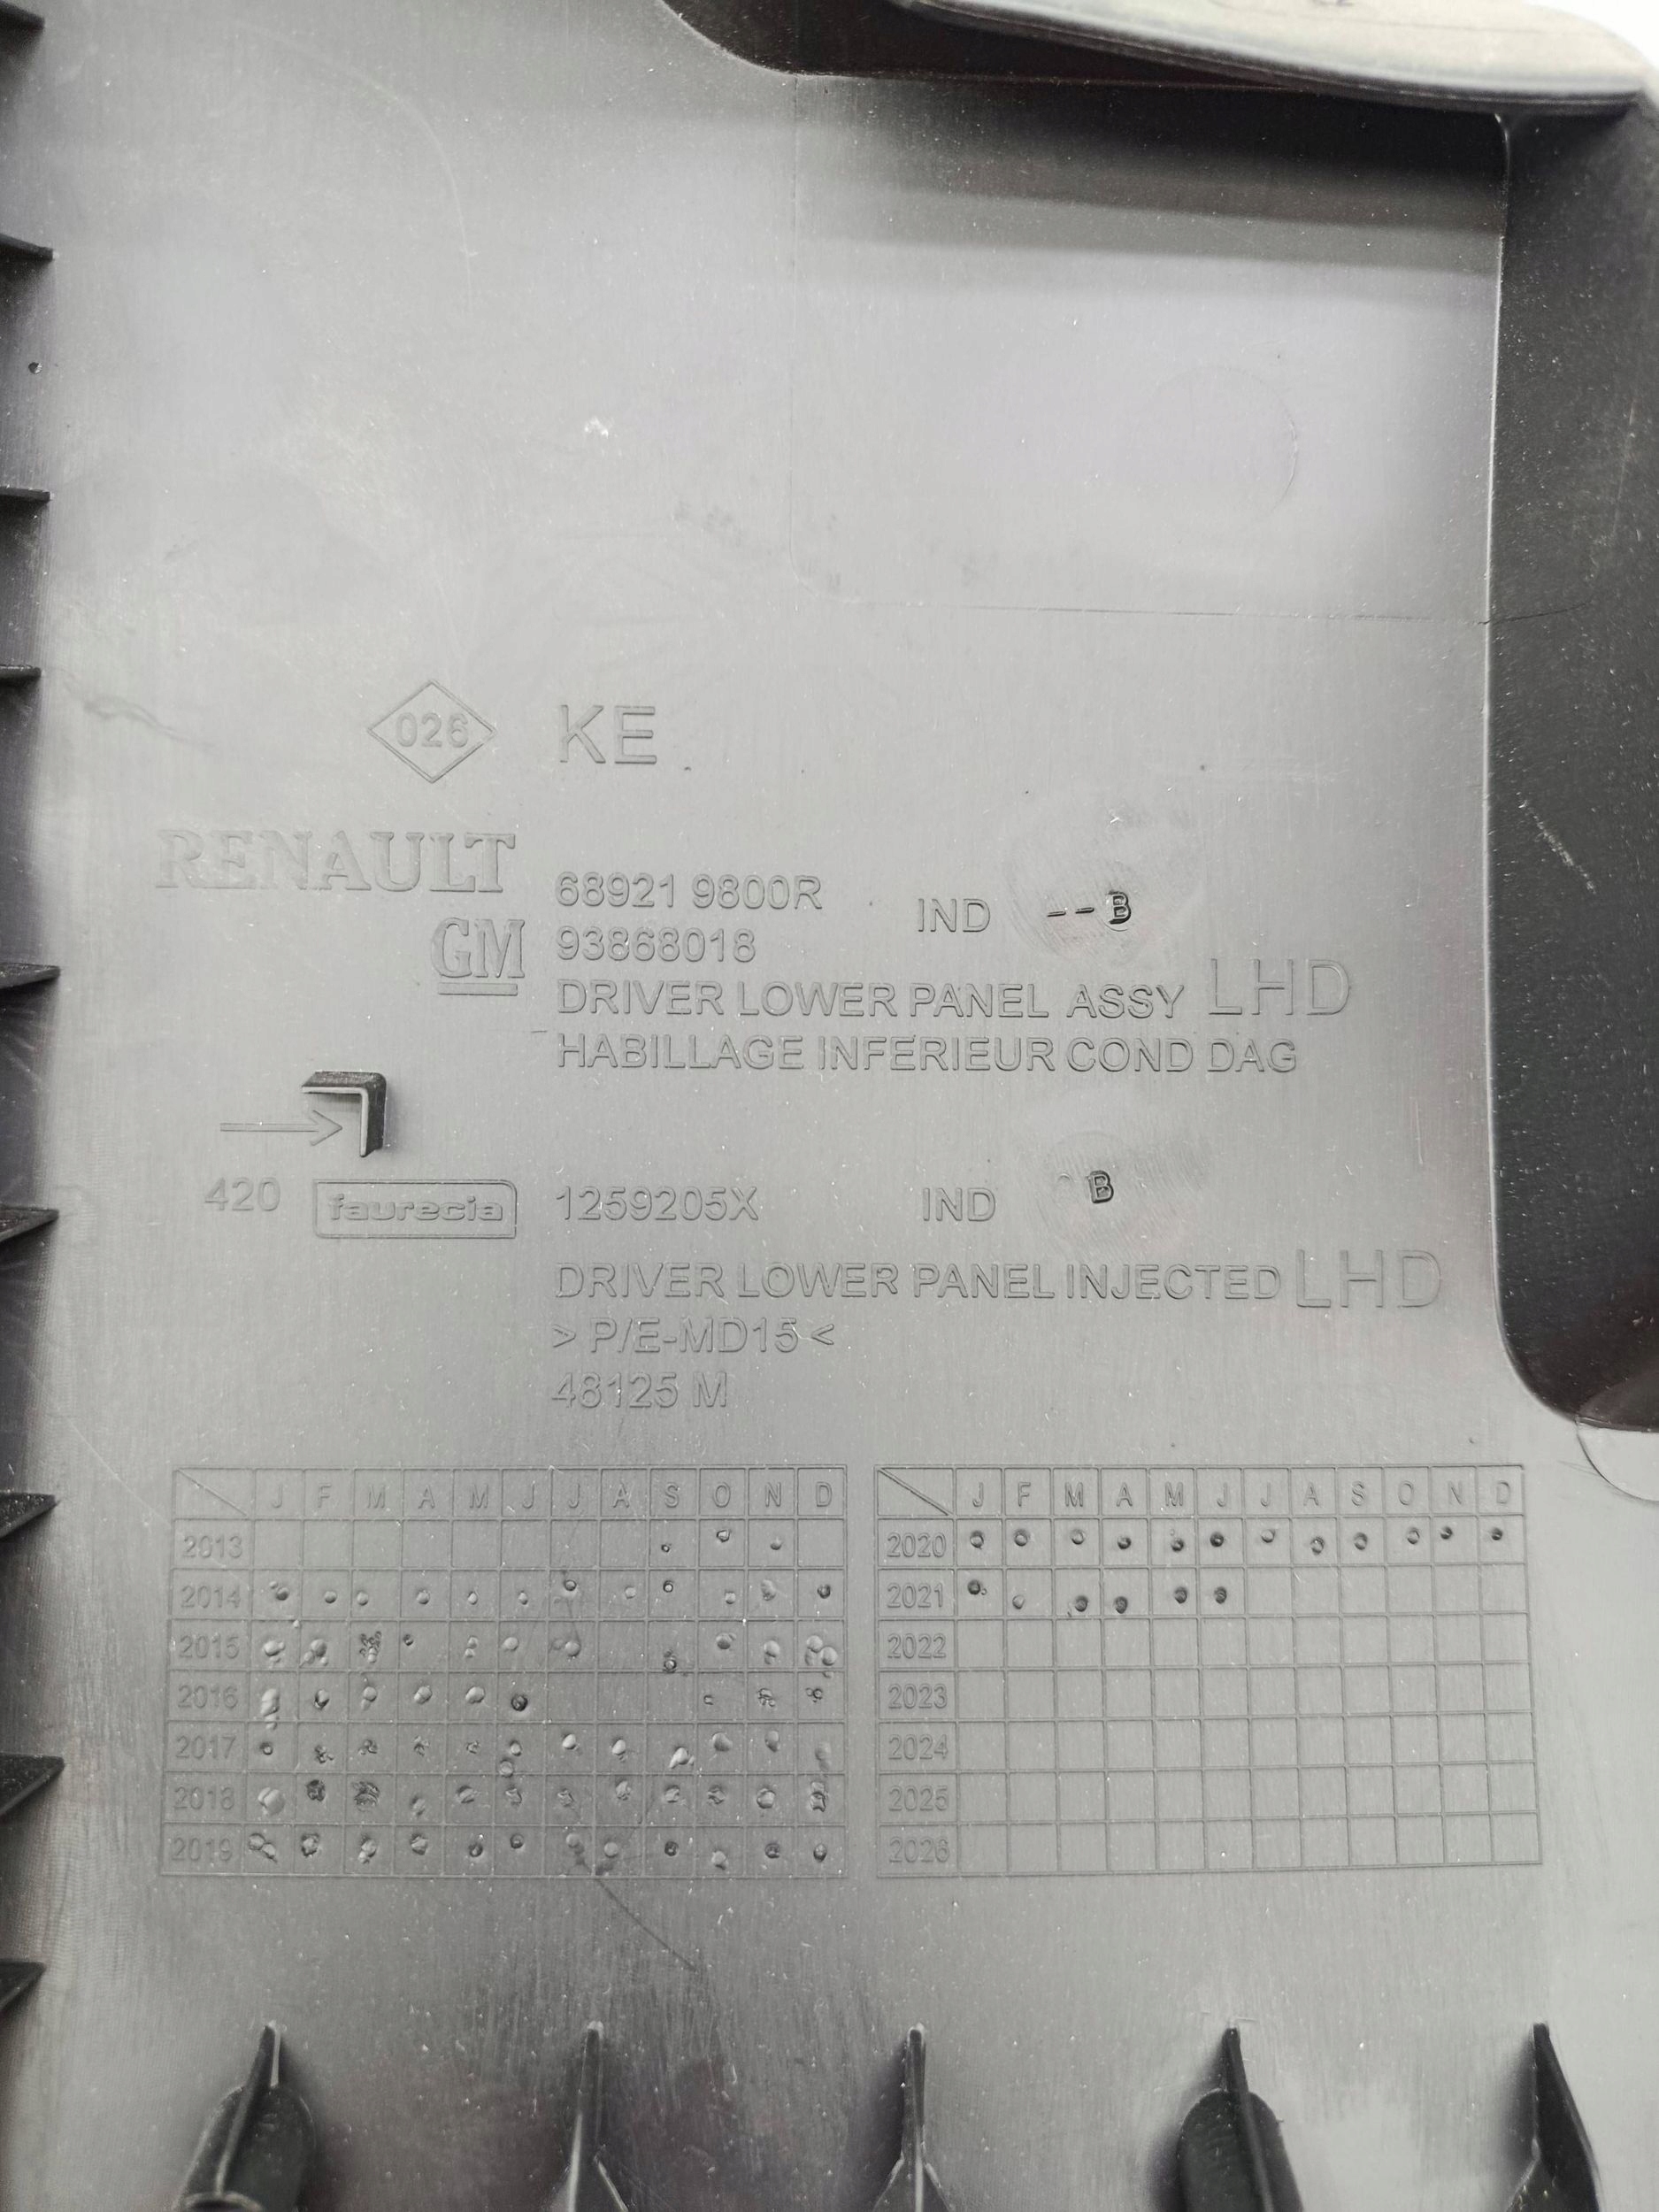 026 KE
RENAULT 68921 9800R IND --B
GM 93868018
DRIVER LOWER PANEL ASSY LHD
HABILLAGE INFERIEUR COND DAG
420 faurecia 1259205X IND B
DRIVER LOWER PANEL INJECTED LHD
> P/E-MD15 <
48125 M
J F M A M J J A S O N D
2013
2014
2015
2016
2017
2018
2019
J F M A M J J A S O N D
2020
2021
2022
2023
2024
2025
2026